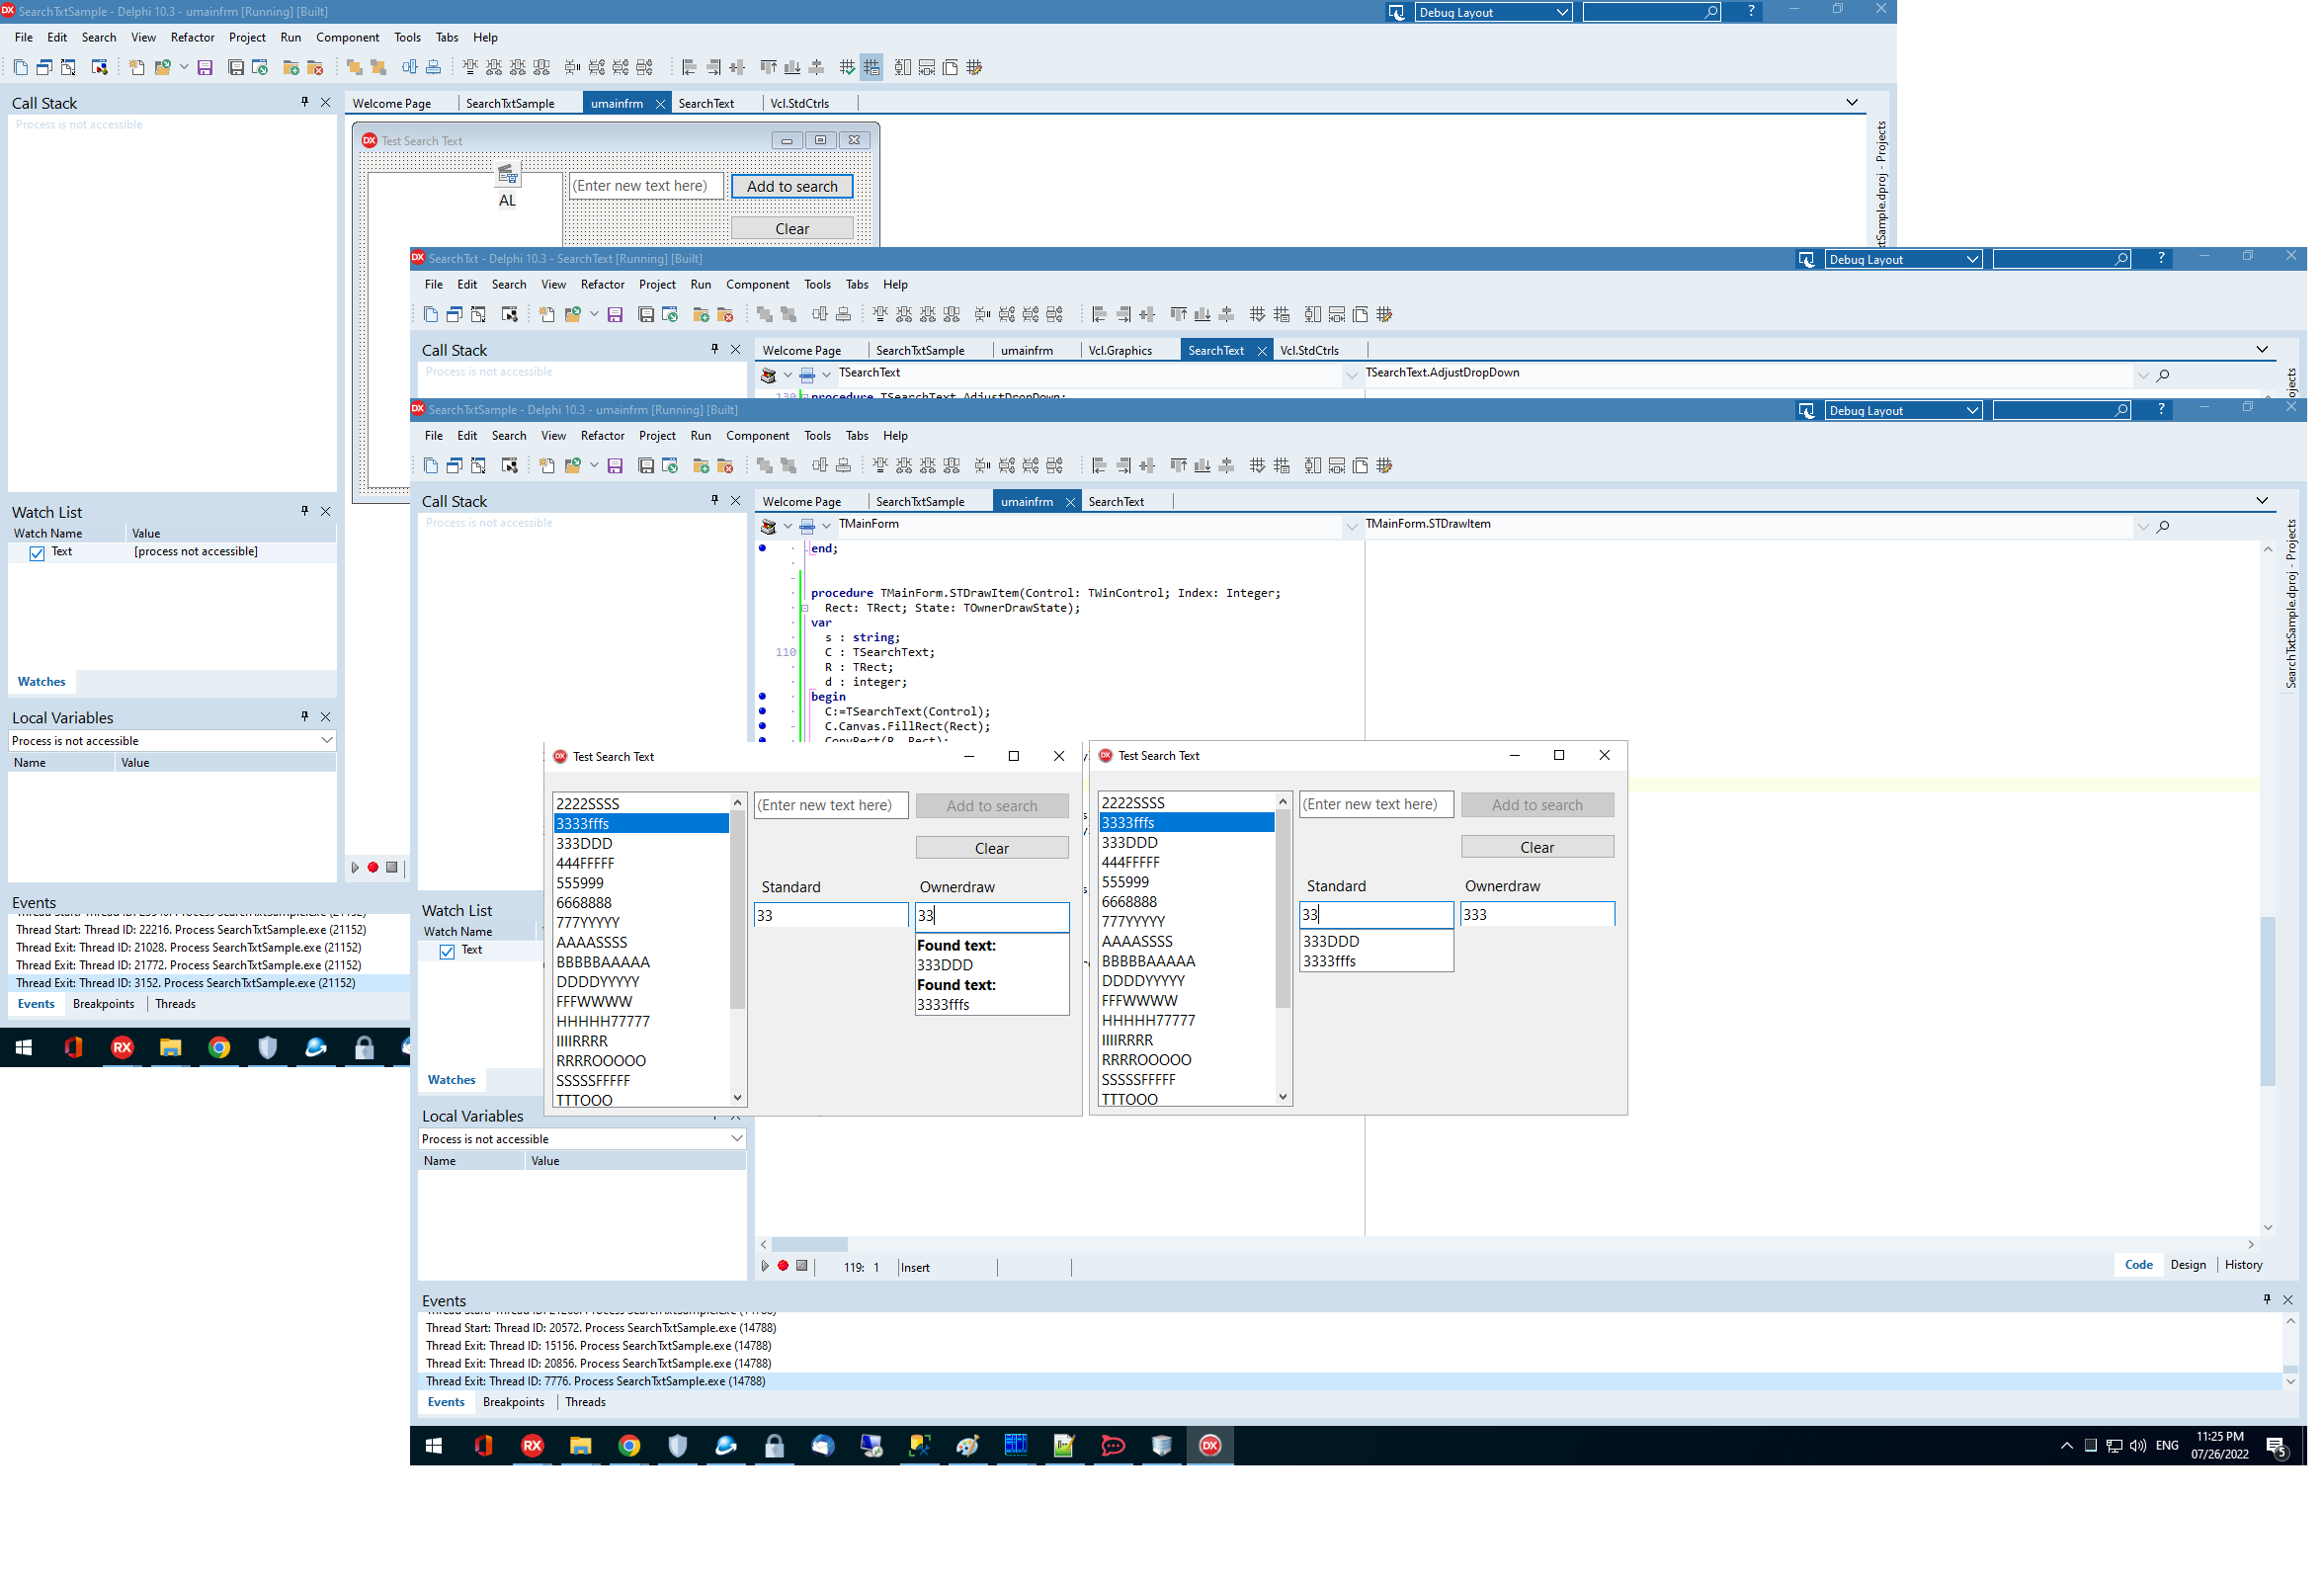 SearchTxtSample - Delphi 10.3 - umainfrm [Running] [Built]
Debug Layout
?
File Edit Search View Refactor Project Run Component Tools Tabs Help
Call Stack
Process is not accessible
Welcome Page SearchTxtSample umainfrm SearchText Vcl.StdCtrls
Test Search Text
(Enter new text here) Add to search
AL
Clear
tSample.dproj - Projects
Watch List
Watch Name Value
Text [process not accessible]
Watches
Local Variables
Process is not accessible
Name Value
Events
Thread Start: Thread ID: 22216. Process SearchTxtSample.exe (21152)
Thread Exit: Thread ID: 21028. Process SearchTxtSample.exe (21152)
Thread Exit: Thread ID: 21772. Process SearchTxtSample.exe (21152)
Thread Exit: Thread ID: 3152. Process SearchTxtSample.exe (21152)
Events Breakpoints Threads
SearchTxt - Delphi 10.3 - SearchText [Running] [Built]
Debug Layout
?
File Edit Search View Refactor Project Run Component Tools Tabs Help
Call Stack
Process is not accessible
Welcome Page SearchTxtSample umainfrm Vcl.Graphics SearchText Vcl.StdCtrls
TSearchText TSearchText.AdjustDropDown
130 procedure TSearchText.AdjustDropDown;
ojects
SearchTxtSample - Delphi 10.3 - umainfrm [Running] [Built]
Debug Layout
?
File Edit Search View Refactor Project Run Component Tools Tabs Help
Call Stack
Process is not accessible
Welcome Page SearchTxtSample umainfrm SearchText
TMainForm TMainForm.STDrawItem
end;
procedure TMainForm.STDrawItem(Control: TWinControl; Index: Integer;
Rect: TRect; State: TOwnerDrawState);
var
s : string;
110 C : TSearchText;
R : TRect;
d : integer;
begin
C:=TSearchText(Control);
C.Canvas.FillRect(Rect);
CopyRect(R, Rect);
SearchTxtSample.dproj - Projects
Test Search Text
2222SSSS
3333fffs
333DDD
444FFFFF
555999
6668888
777YYYYY
AAAASSSS
BBBBBAAAAA
DDDDYYYYY
FFFWWWW
HHHHH77777
IIIIRRRR
RRRROOOOO
SSSSSFFFFF
TTTOOO
(Enter new text here) Add to search
Clear
Standard Ownerdraw
33 33
Found text:
333DDD
Found text:
3333fffs
Test Search Text
2222SSSS
3333fffs
333DDD
444FFFFF
555999
6668888
777YYYYY
AAAASSSS
BBBBBAAAAA
DDDDYYYYY
FFFWWWW
HHHHH77777
IIIIRRRR
RRRROOOOO
SSSSSFFFFF
TTTOOO
(Enter new text here) Add to search
Clear
Standard Ownerdraw
33 333
333DDD
3333fffs
Watch List
Watch Name
Text
Watches
Local Variables
Process is not accessible
Name Value
119: 1 Insert
Code Design History
Events
Thread Start: Thread ID: 20572. Process SearchTxtSample.exe (14788)
Thread Exit: Thread ID: 15156. Process SearchTxtSample.exe (14788)
Thread Exit: Thread ID: 20856. Process SearchTxtSample.exe (14788)
Thread Exit: Thread ID: 7776. Process SearchTxtSample.exe (14788)
Events Breakpoints Threads
ENG
11:25 PM
07/26/2022
5